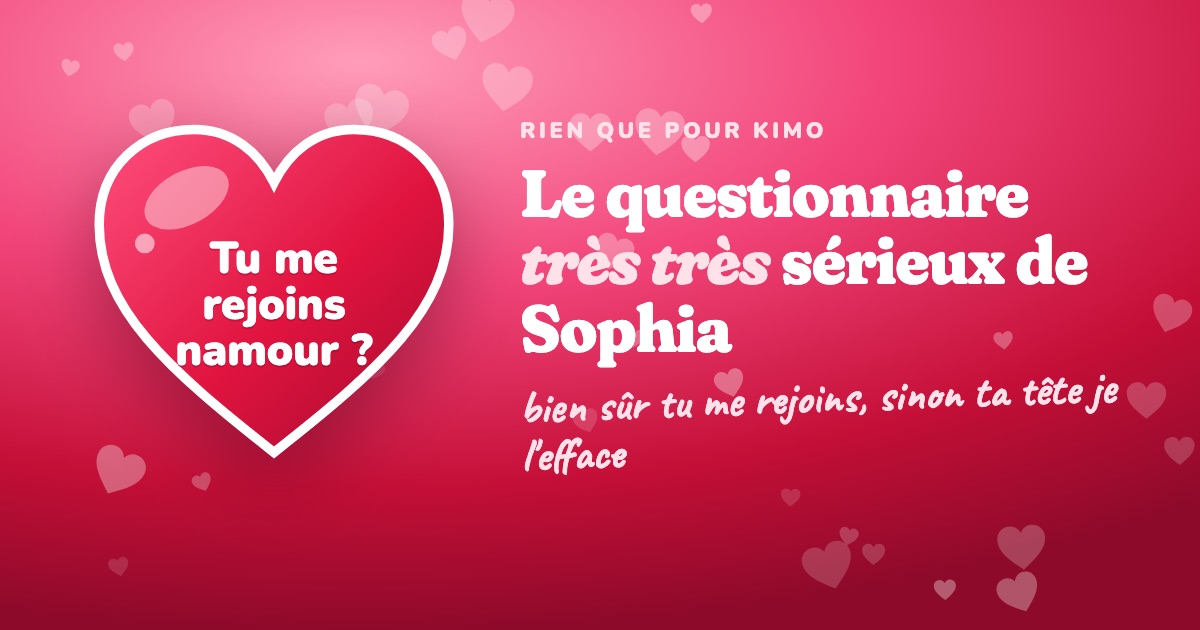 Tu me
rejoins
namour ?
RIEN QUE POUR KIMO
Le questionnaire
très très sérieux de
Sophia
bien sûr tu me rejoins, sinon ta tête je
l'efface